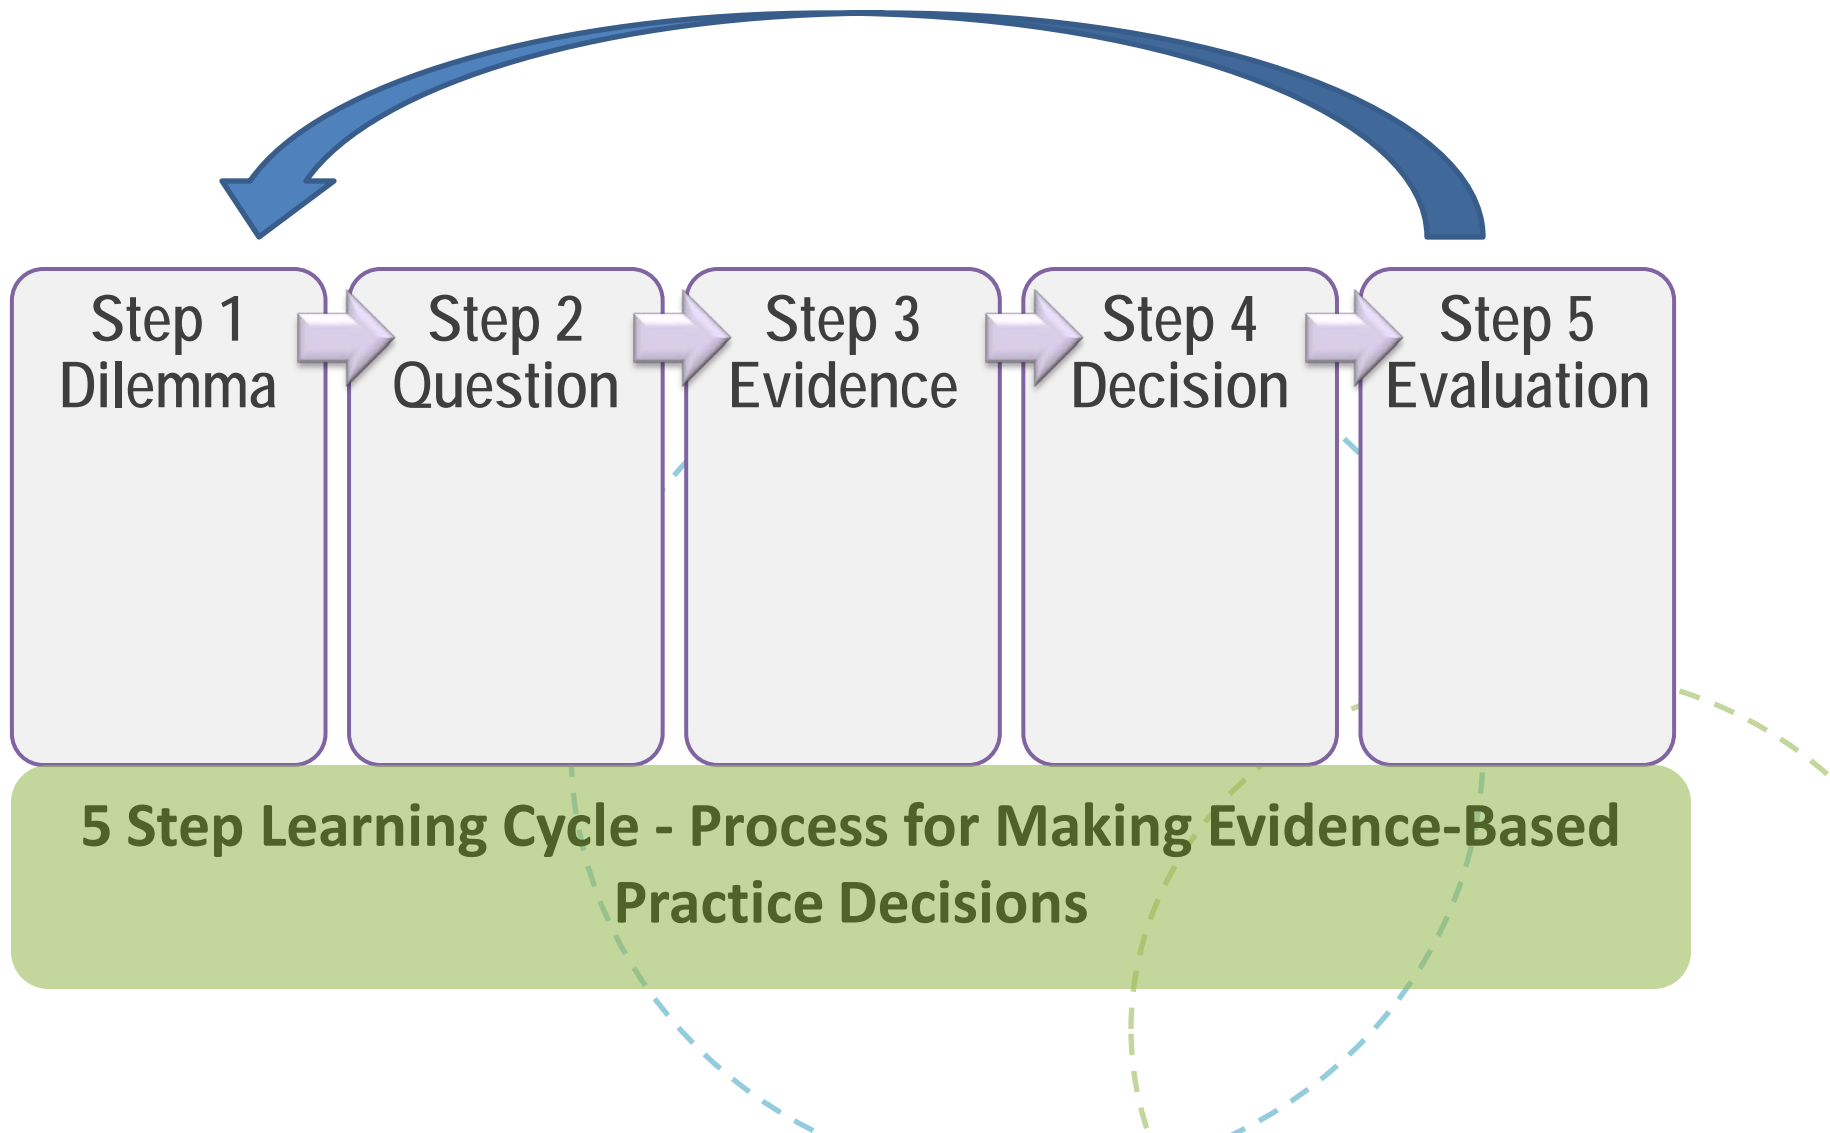 Step 1
Dilemma
Step 2
Question
Step 3
Evidence
Step 4
Decision
Step 5
Evaluation
5 Step Learning Cycle - Process for Making Evidence-Based
Practice Decisions